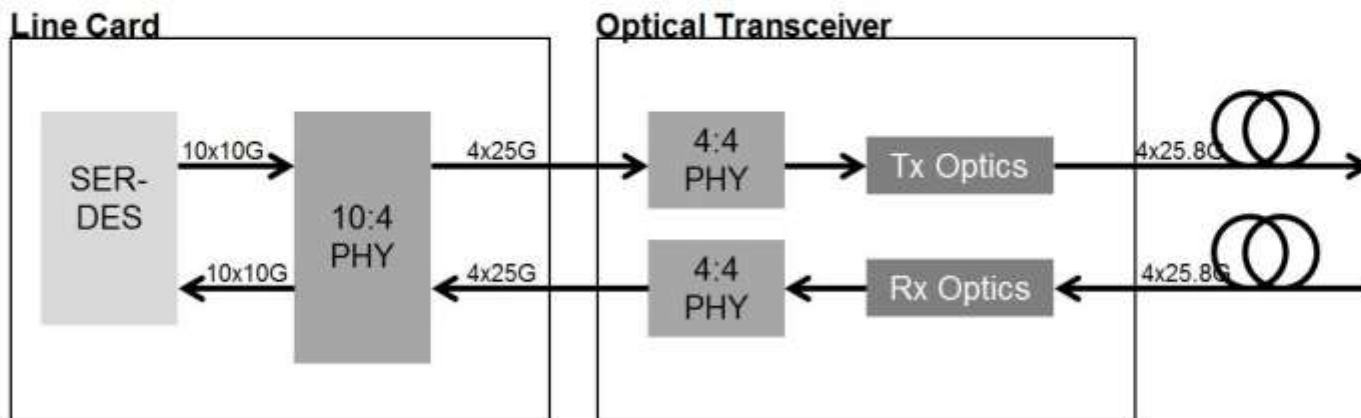 Line Card
Optical Transceiver
SER-
DES
10x10G
10x10G
10:4
PHY
4x25G
4x25G
4:4
PHY
4:4
PHY
Tx Optics
Rx Optics
4x25.8G
4x25.8G